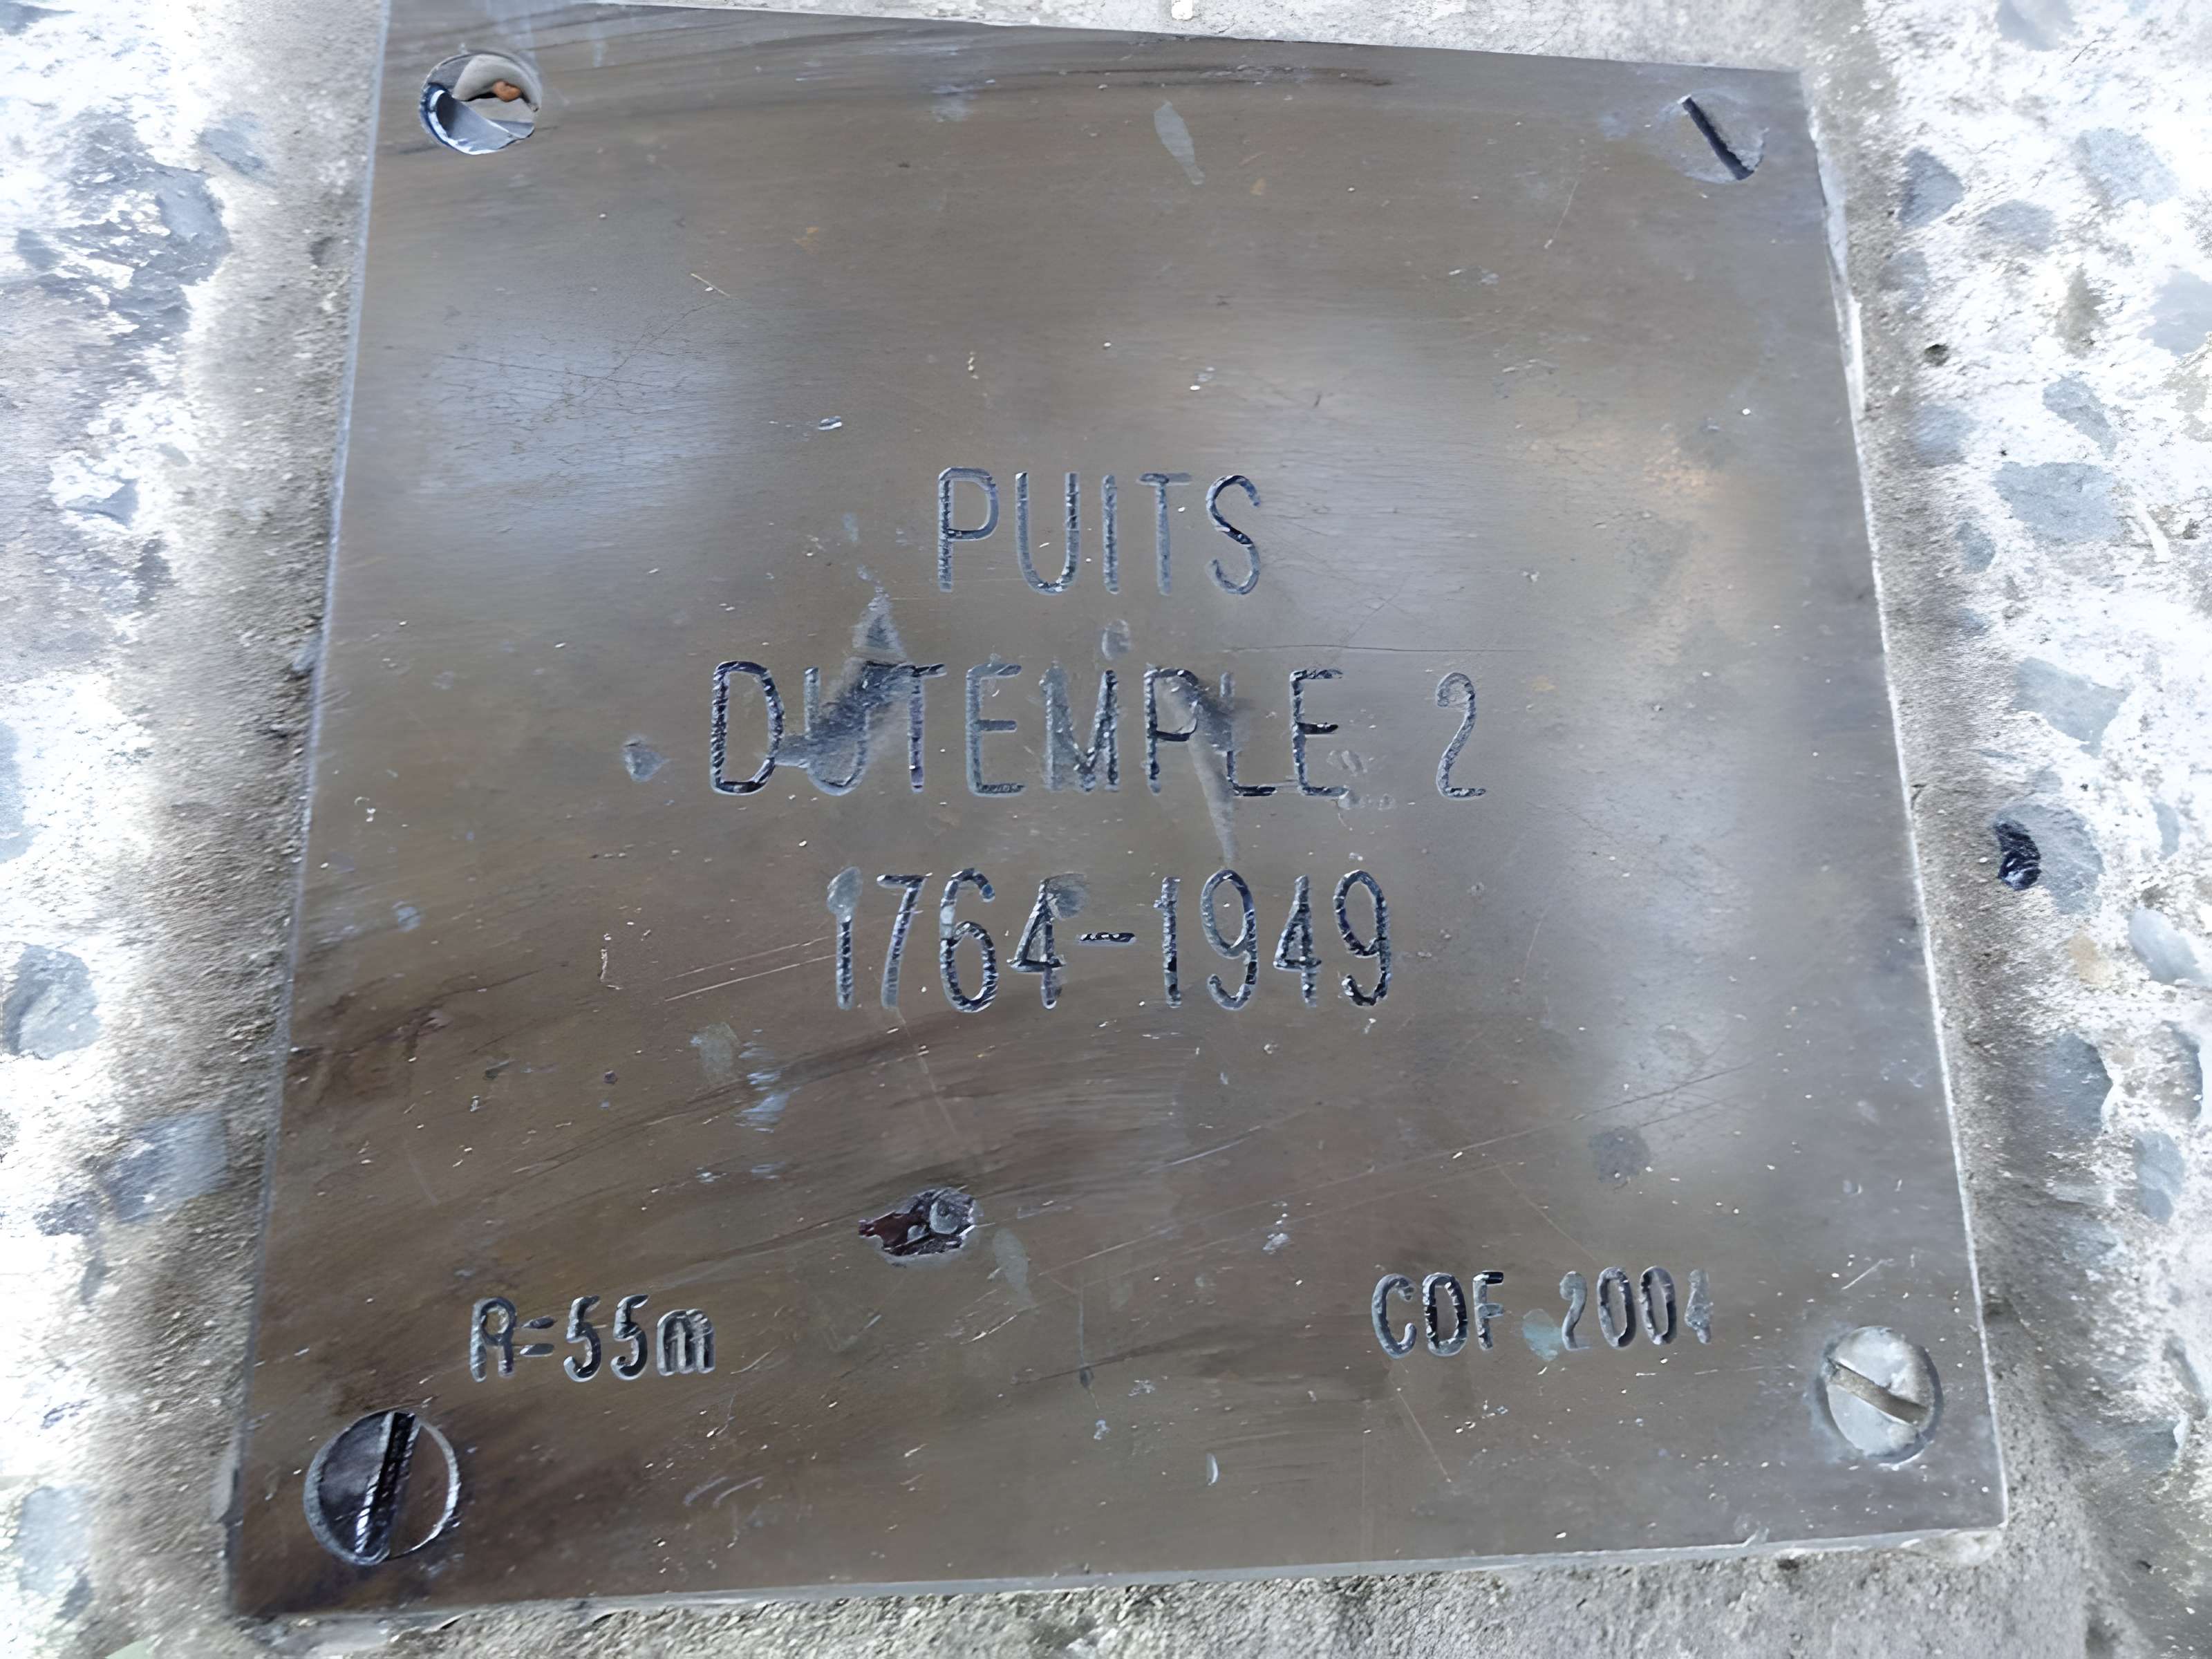 PUITS
DUTEMPLE 2
1764-1949
R=55m
CDF 2004